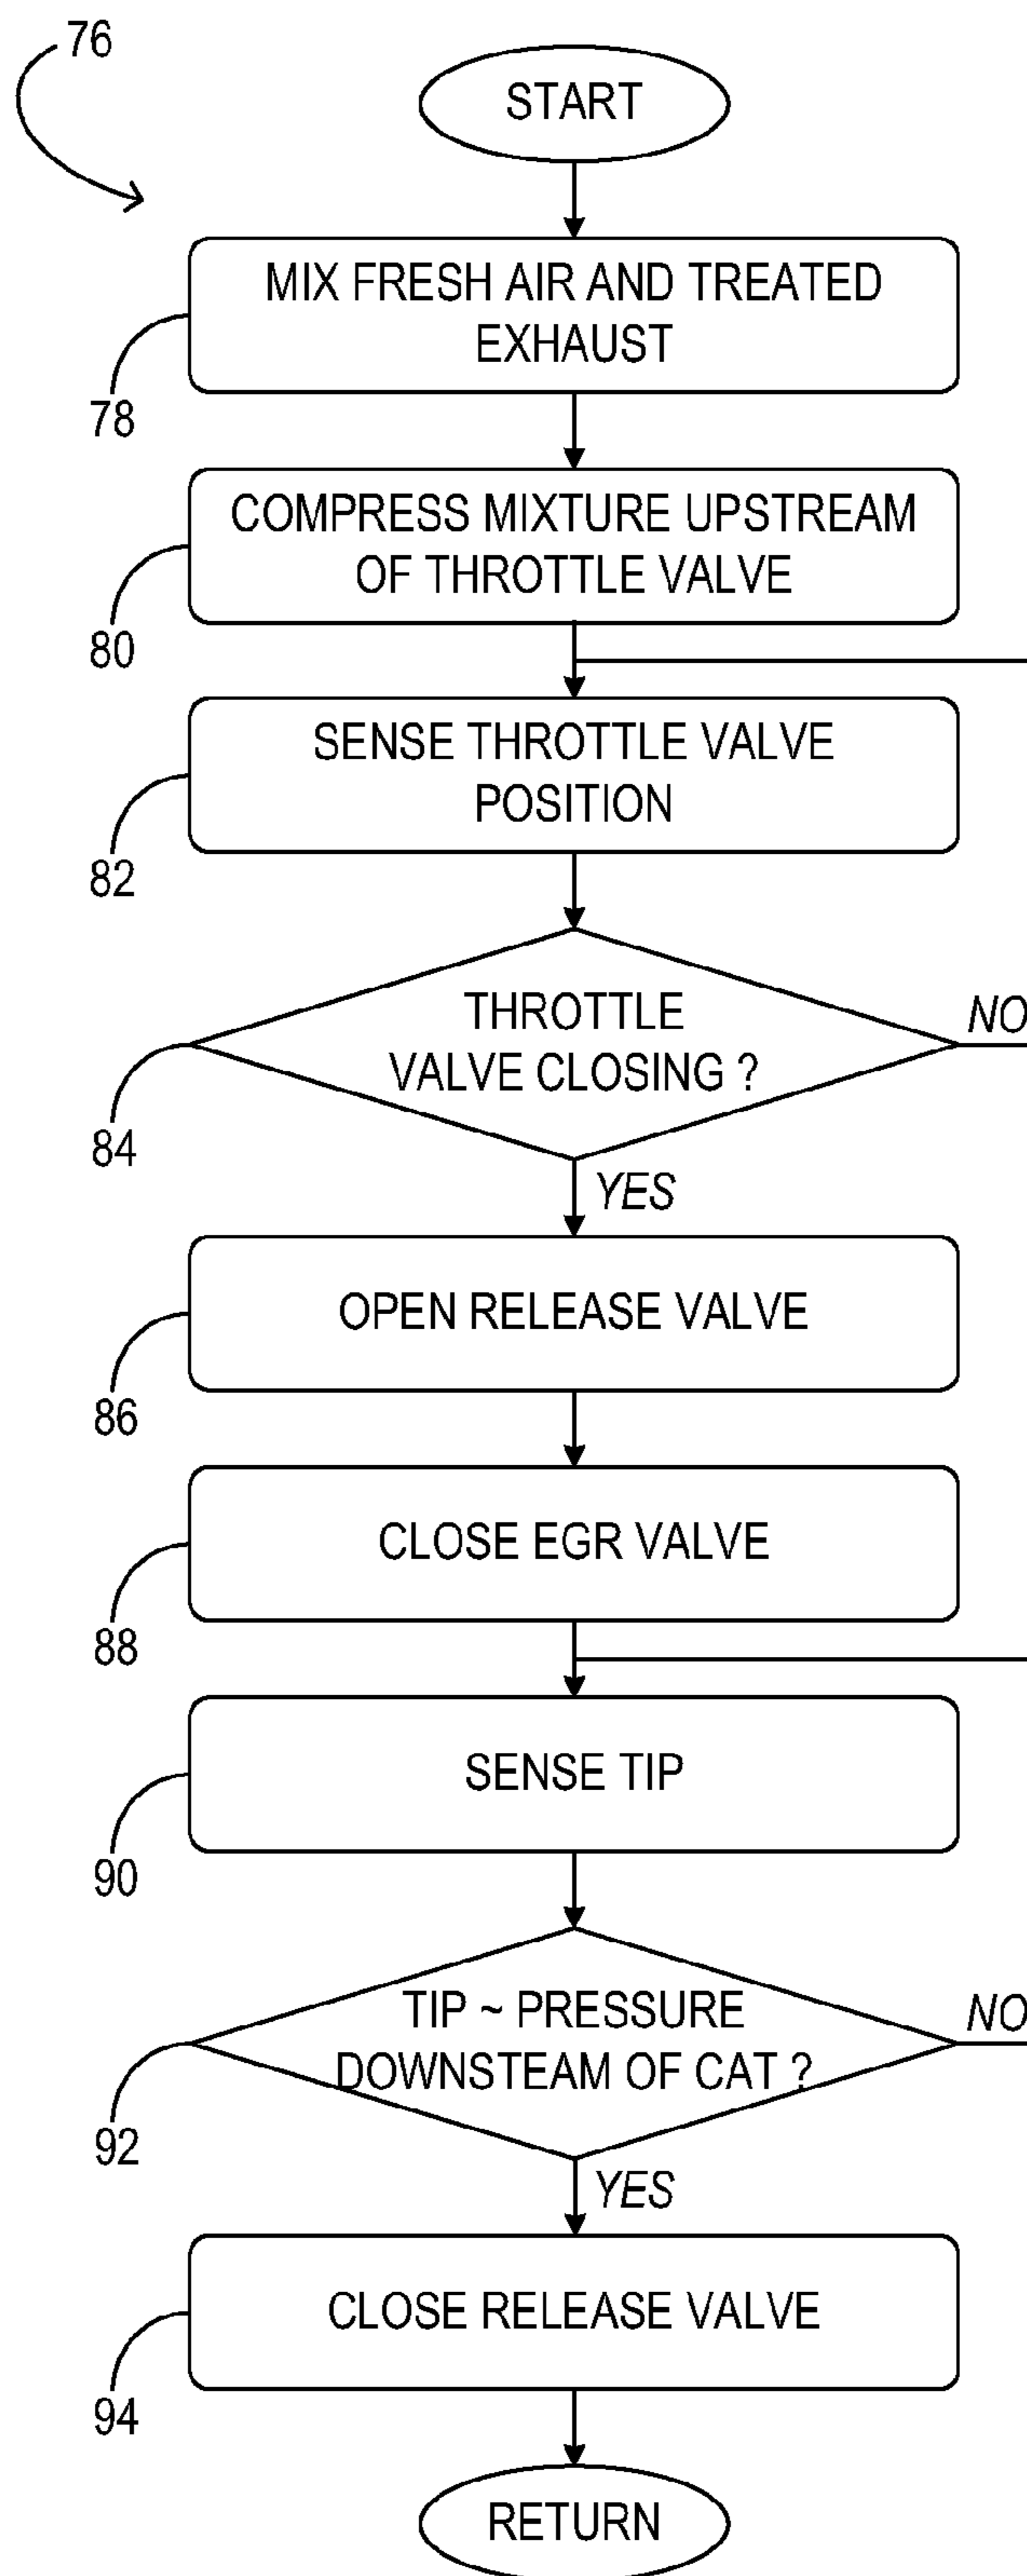 76
START
MIX FRESH AIR AND TREATED
EXHAUST
78
COMPRESS MIXTURE UPSTREAM
OF THROTTLE VALVE
80
SENSE THROTTLE VALVE
POSITION
82
THROTTLE
VALVE CLOSING ?
NO
84
YES
OPEN RELEASE VALVE
86
CLOSE EGR VALVE
88
SENSE TIP
90
TIP ~ PRESSURE
DOWNSTEAM OF CAT ?
NO
92
YES
CLOSE RELEASE VALVE
94
RETURN